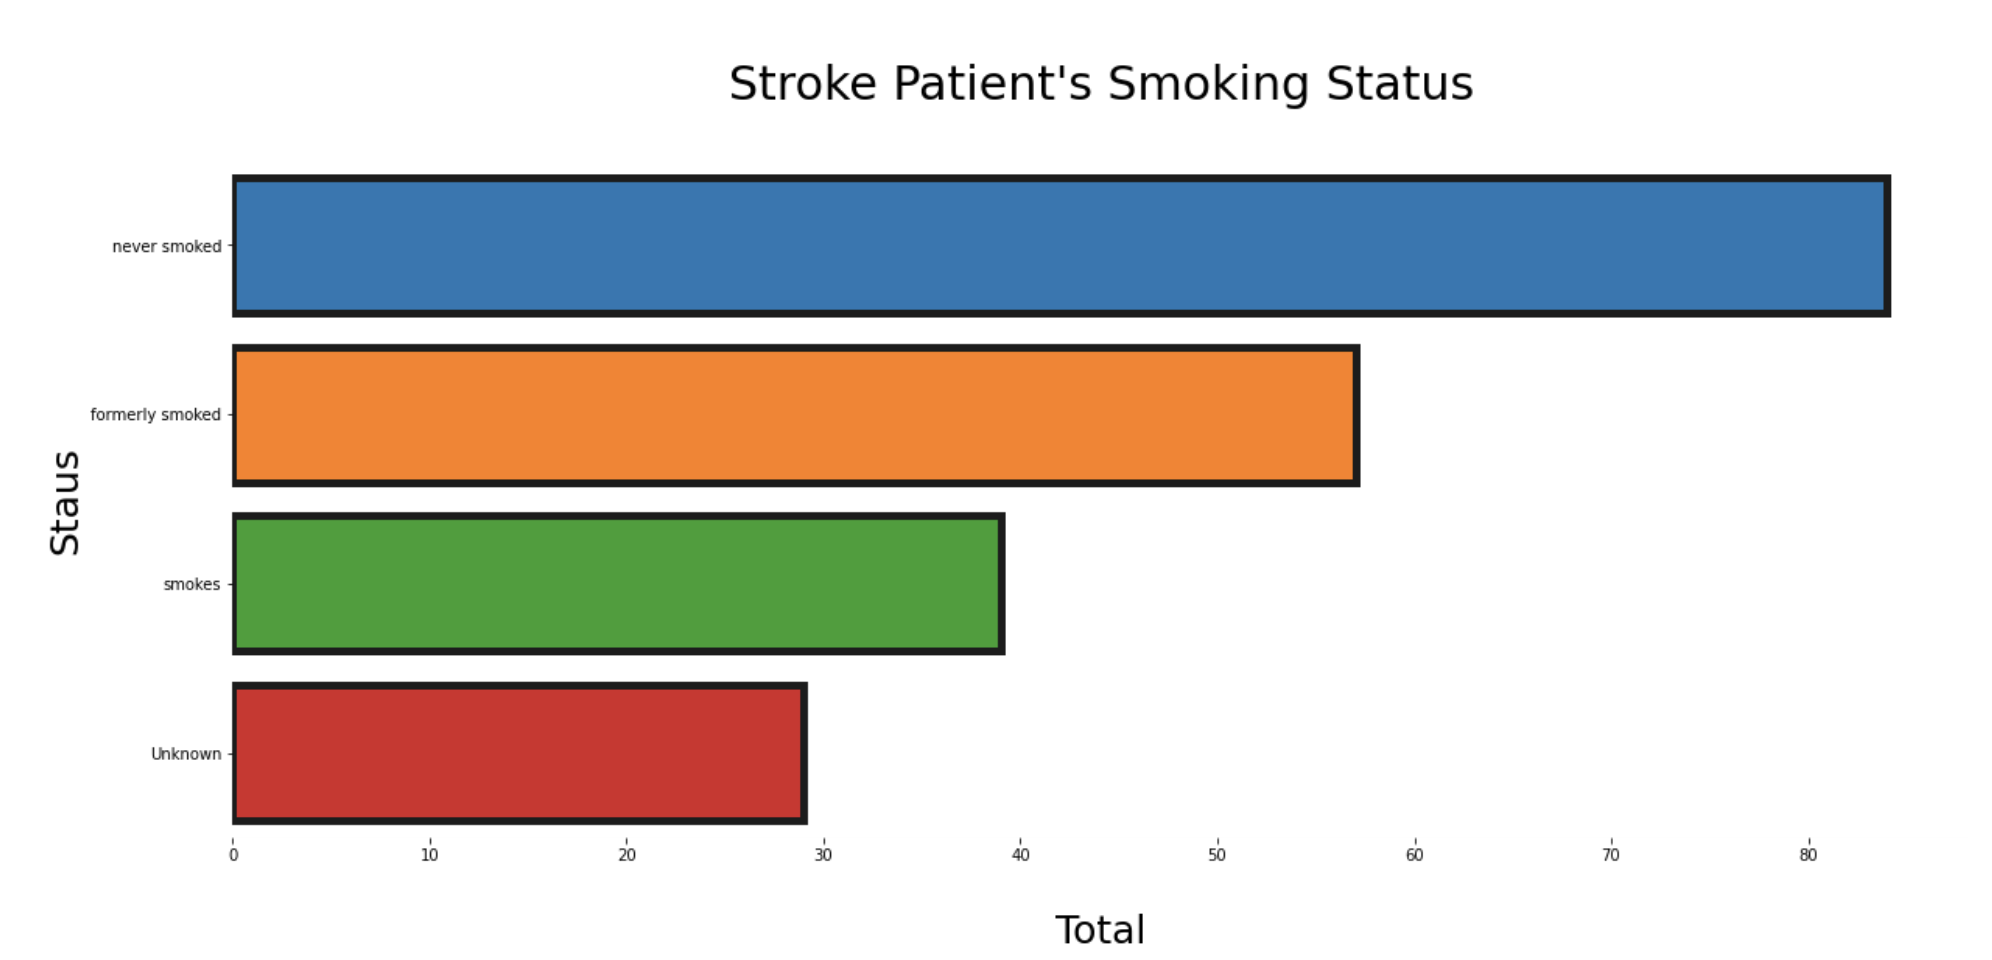 Stroke Patient's Smoking Status
never smoked
formerly smoked
Staus
smokes
Unknown
0 10 20 30 40 50 60 70 80
Total